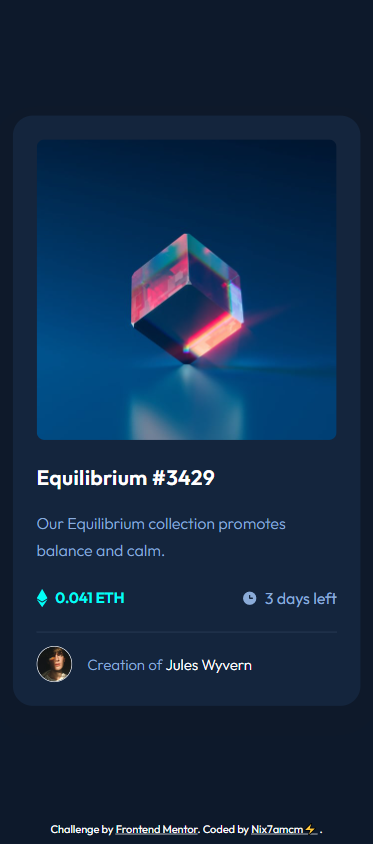 Equilibrium #3429
Our Equilibrium collection promotes
balance and calm.
0.041 ETH
3 days left
Creation of Jules Wyvern
Challenge by Frontend Mentor. Coded by Nix7amcm⚡ .